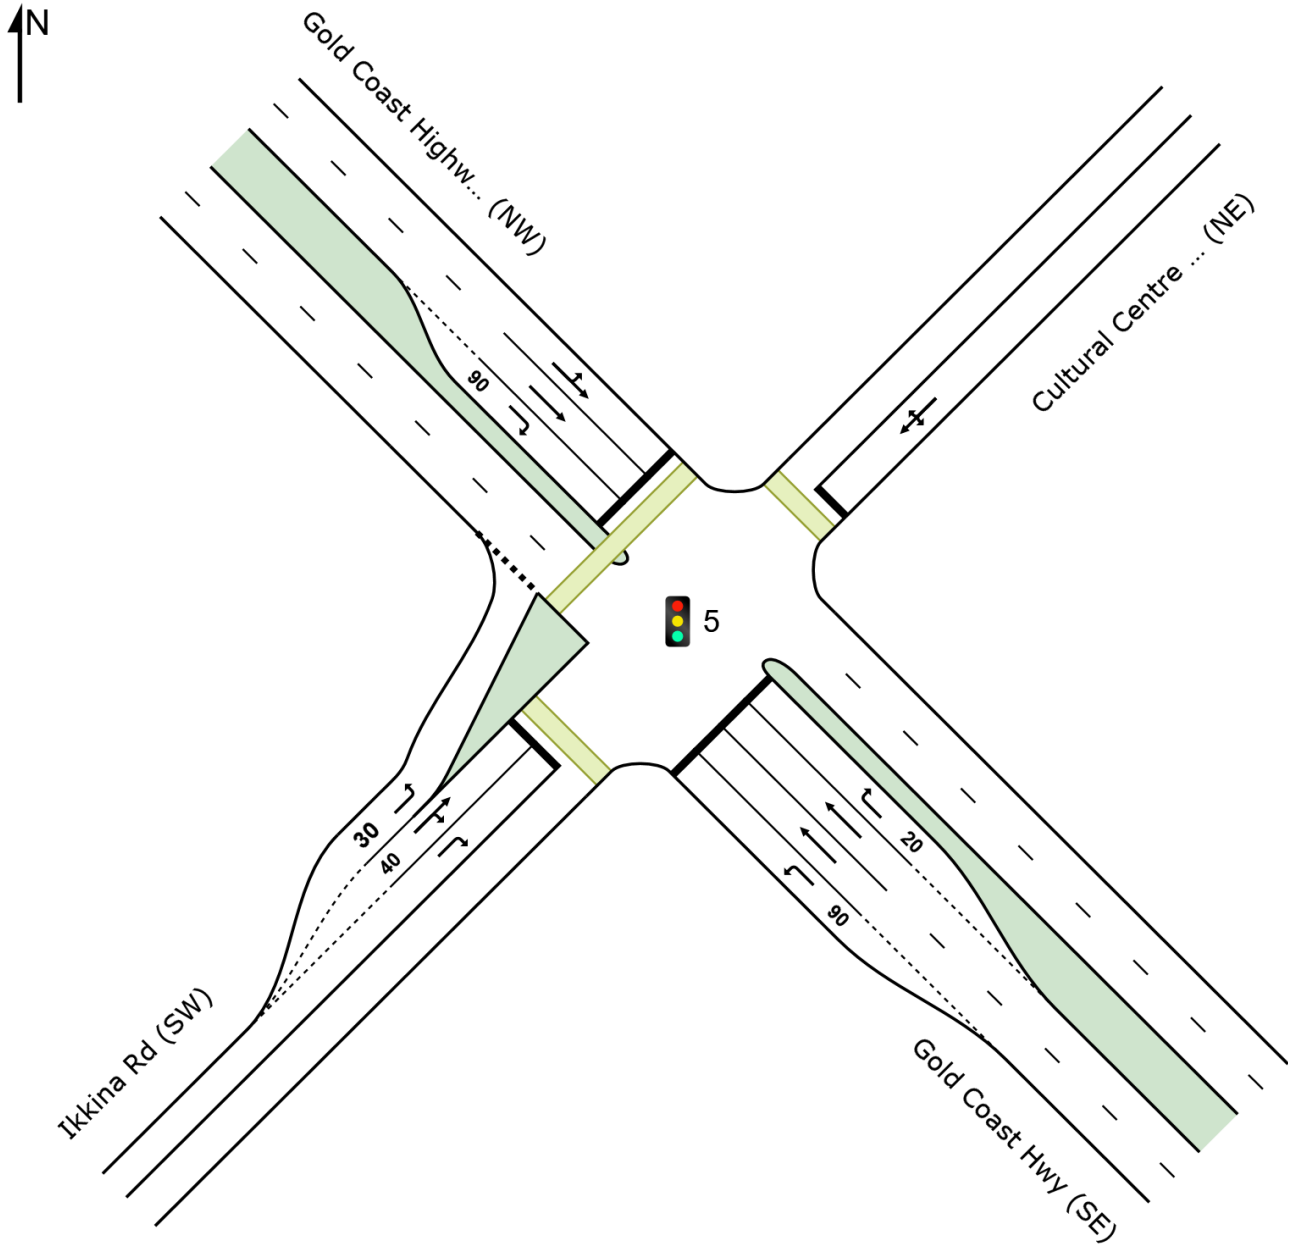 N
Gold Coast Highw... (NW)
Cultural Centre ... (NE)
90
5
30
40
20
90
Ikkina Rd (SW)
Gold Coast Hwy (SE)